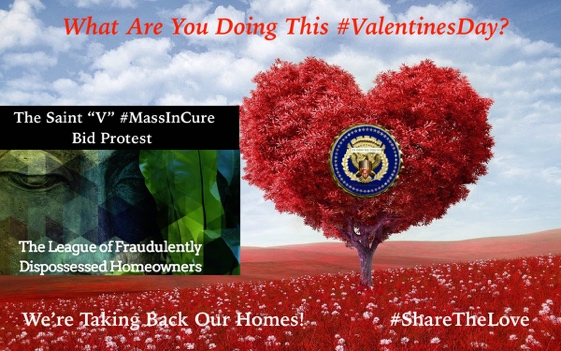 What Are You Doing This #ValentinesDay?
The Saint “V” #MassInCure
Bid Protest
The League of Fraudulently
Dispossessed Homeowners
We're Taking Back Our Homes!
#ShareTheLove